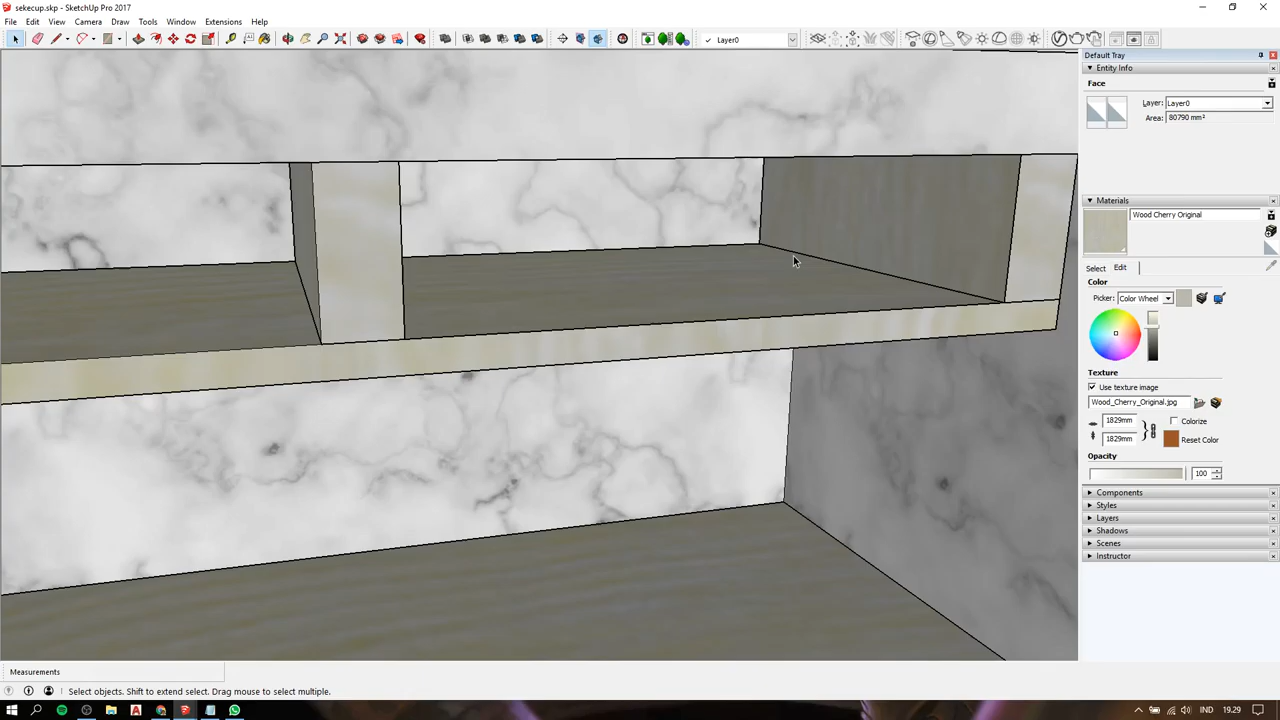 sekecup.skp - SketchUp Pro 2017
File Edit View Camera Draw Tools Window Extensions Help
Layer0
Default Tray
Entity Info
Face
Layer: Layer0
Area: 80790 mm²
Materials
Wood Cherry Original
Select Edit
Color
Picker: Color Wheel
Texture
Use texture image
Wood_Cherry_Original.jpg
1829mm
Colorize
1829mm
Reset Color
Opacity
100
Components
Styles
Layers
Shadows
Scenes
Instructor
Measurements
Select objects. Shift to extend select. Drag mouse to select multiple.
IND 19.29